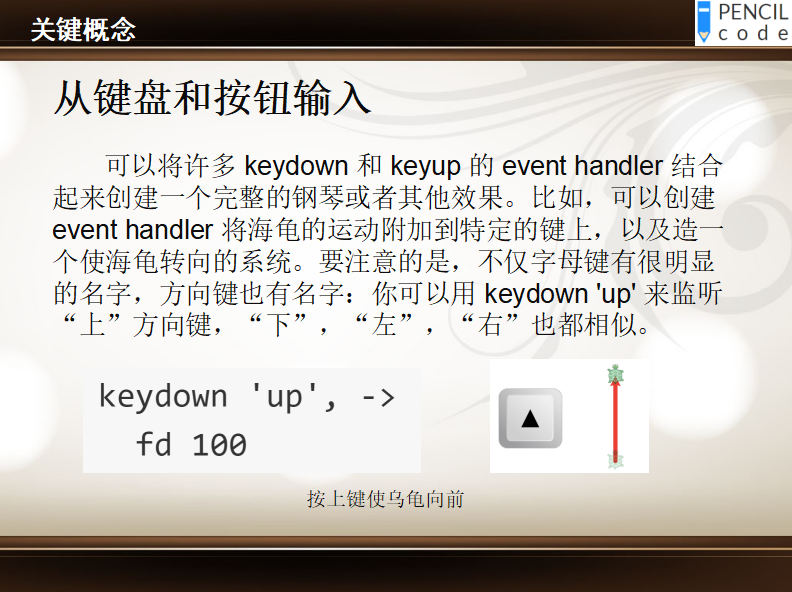 关键概念
PENCIL
code
从键盘和按钮输入
可以将许多 keydown 和 keyup 的 event handler 结合
起来创建一个完整的钢琴或者其他效果。比如，可以创建
event handler 将海龟的运动附加到特定的键上，以及造一
个使海龟转向的系统。要注意的是，不仅字母键有很明显
的名字，方向键也有名字：你可以用 keydown 'up' 来监听
“上”方向键，“下”，“左”，“右”也都相似。
keydown 'up', ->
fd 100
按上键使乌龟向前